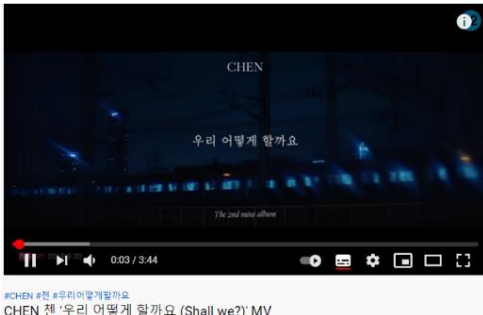 CHEN
우리 어떻게 할까요
The 2nd mini album
0:03 / 3:44
#CHEN #첸 #우리어떻게할까요
CHEN 첸 '우리 어떻게 할까요 (Shall we?)' MV